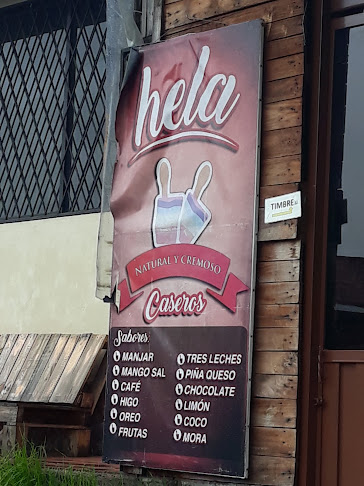 hela
NATURAL Y CREMOSO
Caseros
Sabores:
MANJAR
MANGO SAL
CAFÉ
HIGO
OREO
FRUTAS
TRES LECHES
PIÑA QUESO
CHOCOLATE
LIMÓN
COCO
MORA
TIMBRE